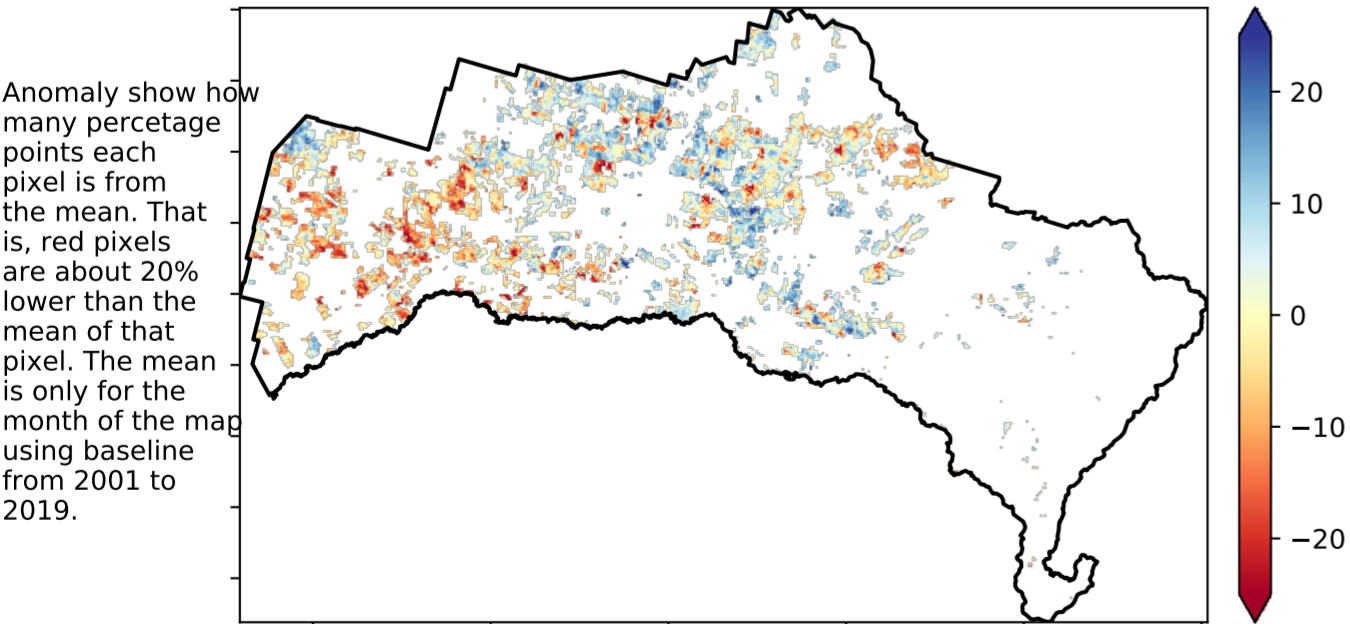 Anomaly show how
many percetage
points each
pixel is from
the mean. That
is, red pixels
are about 20%
lower than the
mean of that
pixel. The mean
is only for the
month of the map
using baseline
from 2001 to
2019.
20
10
0
−10
−20